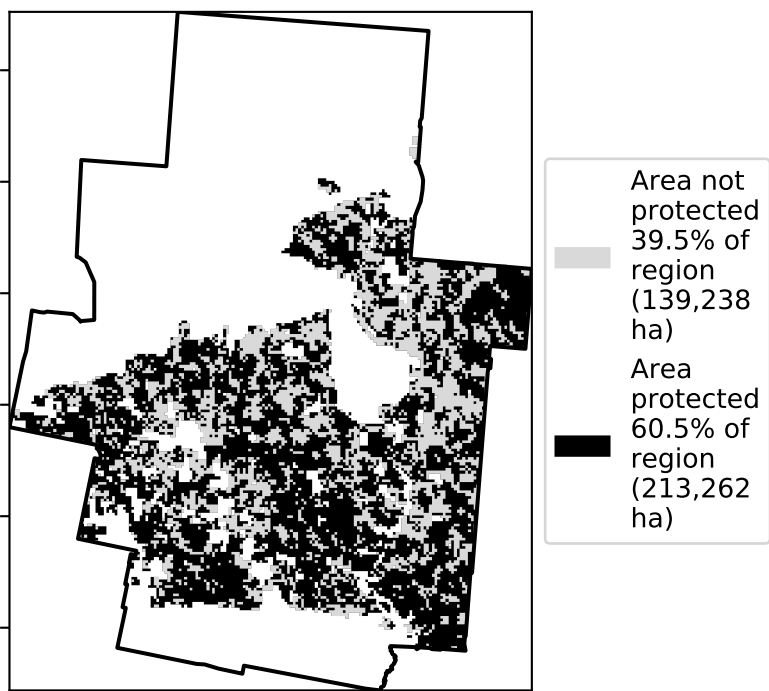 Area not
protected
39.5% of
region
(139,238
ha)
Area
protected
60.5% of
region
(213,262
ha)